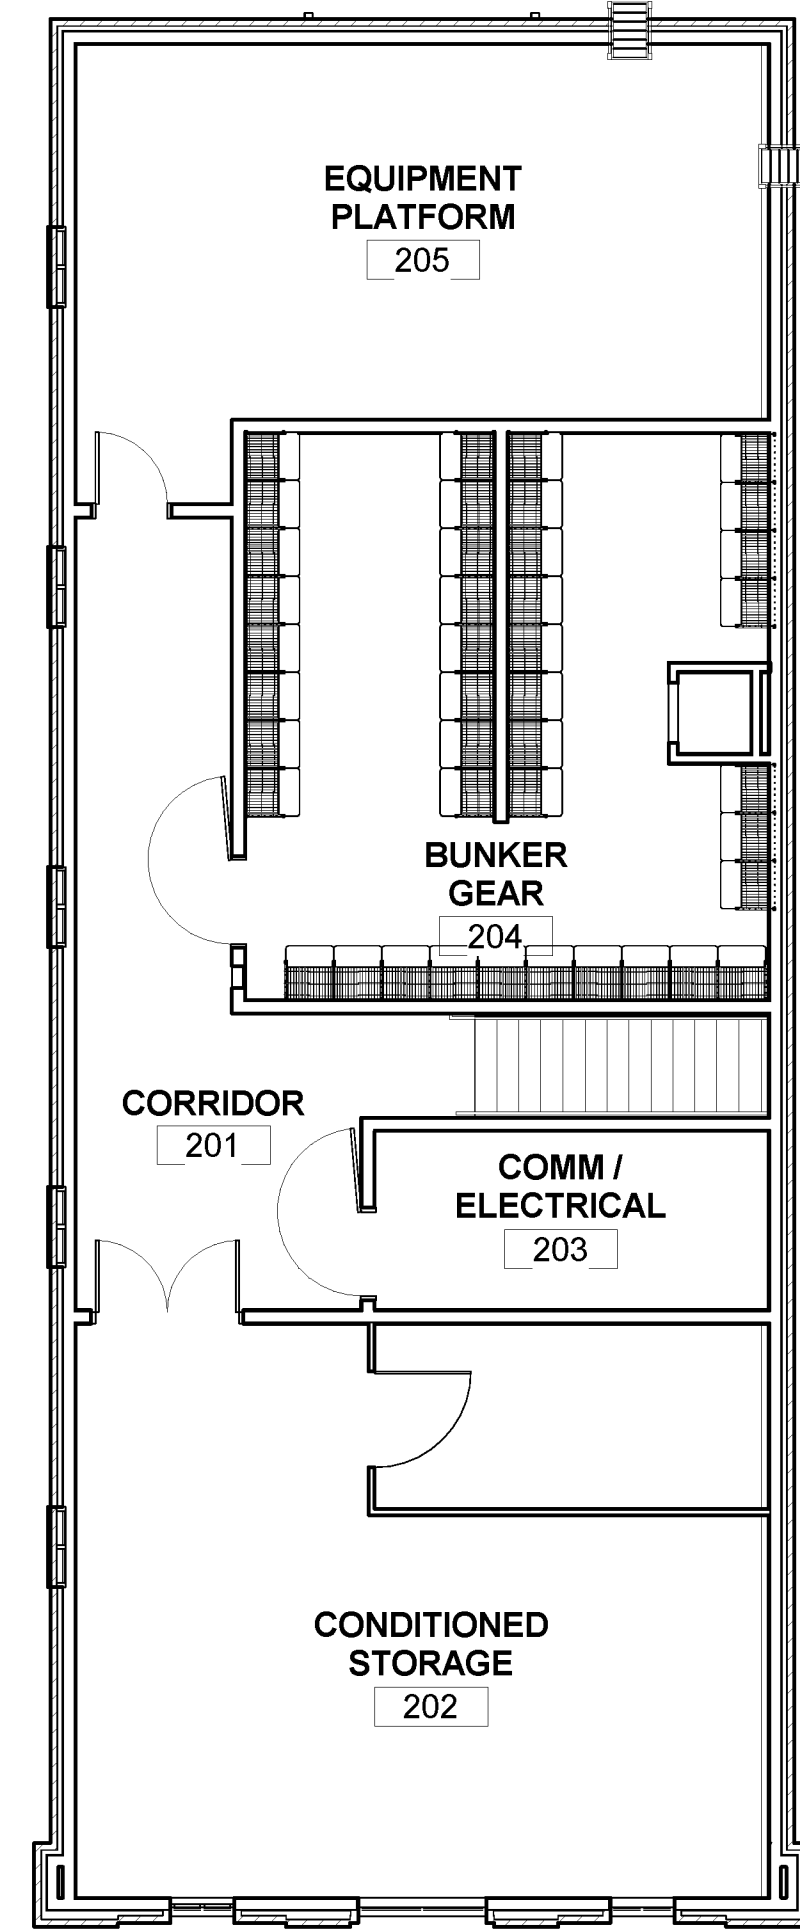 EQUIPMENT
PLATFORM
205
BUNKER
GEAR
204
CORRIDOR
201
COMM /
ELECTRICAL
203
CONDITIONED
STORAGE
202